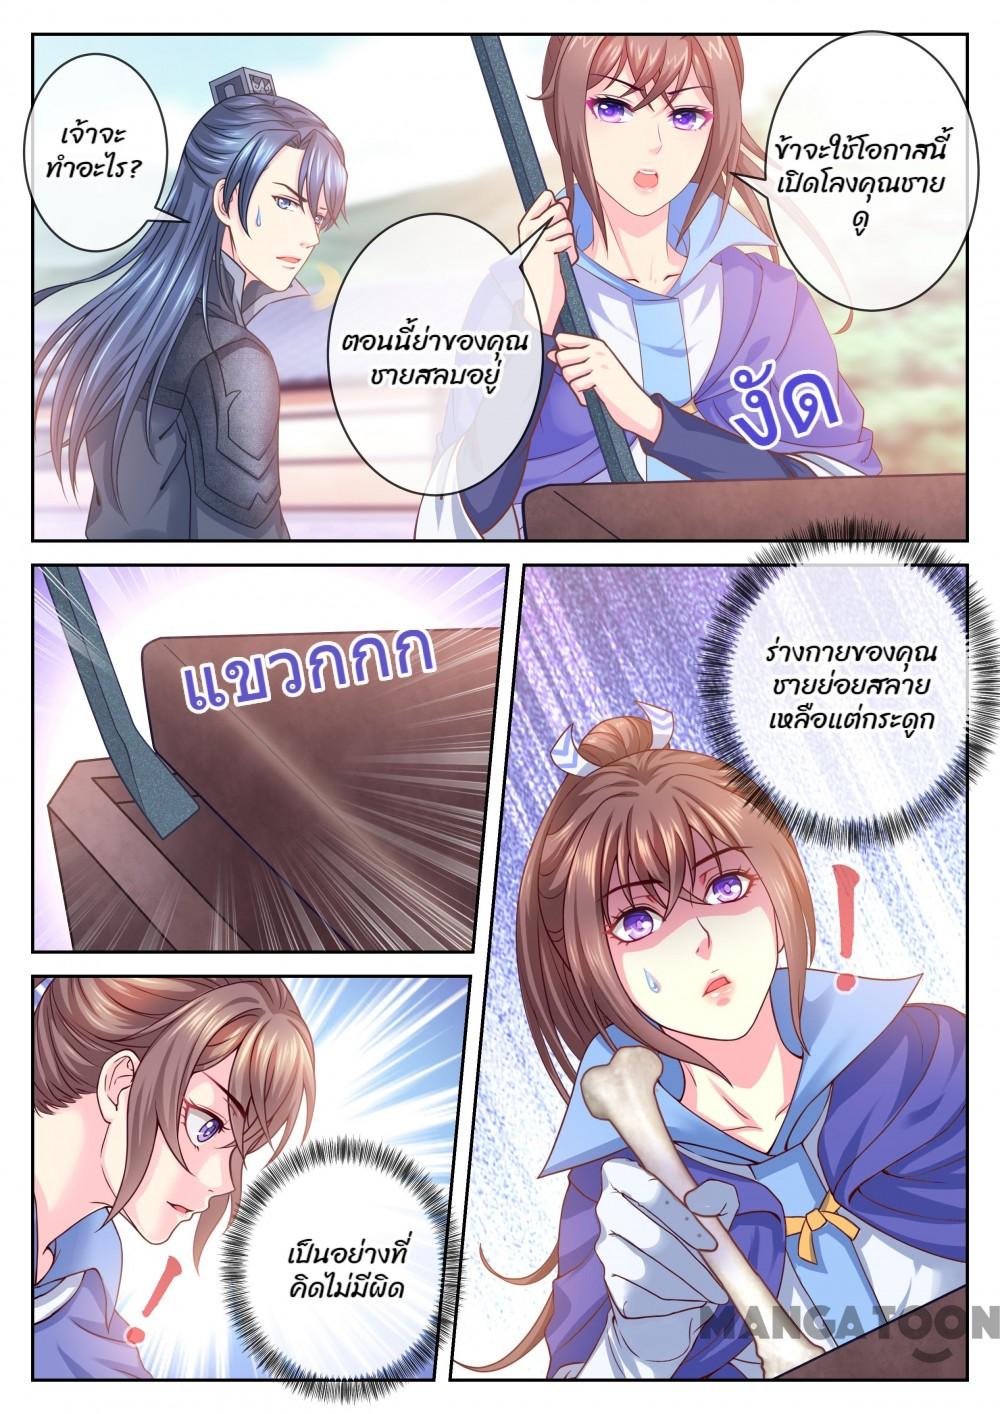 เจ้าจะ
ทำอะไร?
ข้าจะใช้โอกาสนี้
เปิดโลงคุณชาย
ดู
ตอนนี้ย่าของคุณ
ชายสลบอยู่
งัด
แขวกกก
ร่างกายของคุณ
ชายย่อยสลาย
เหลือแต่กระดูก
!
เป็นอย่างที่
คิดไม่มีผิด
!
MANGATOON